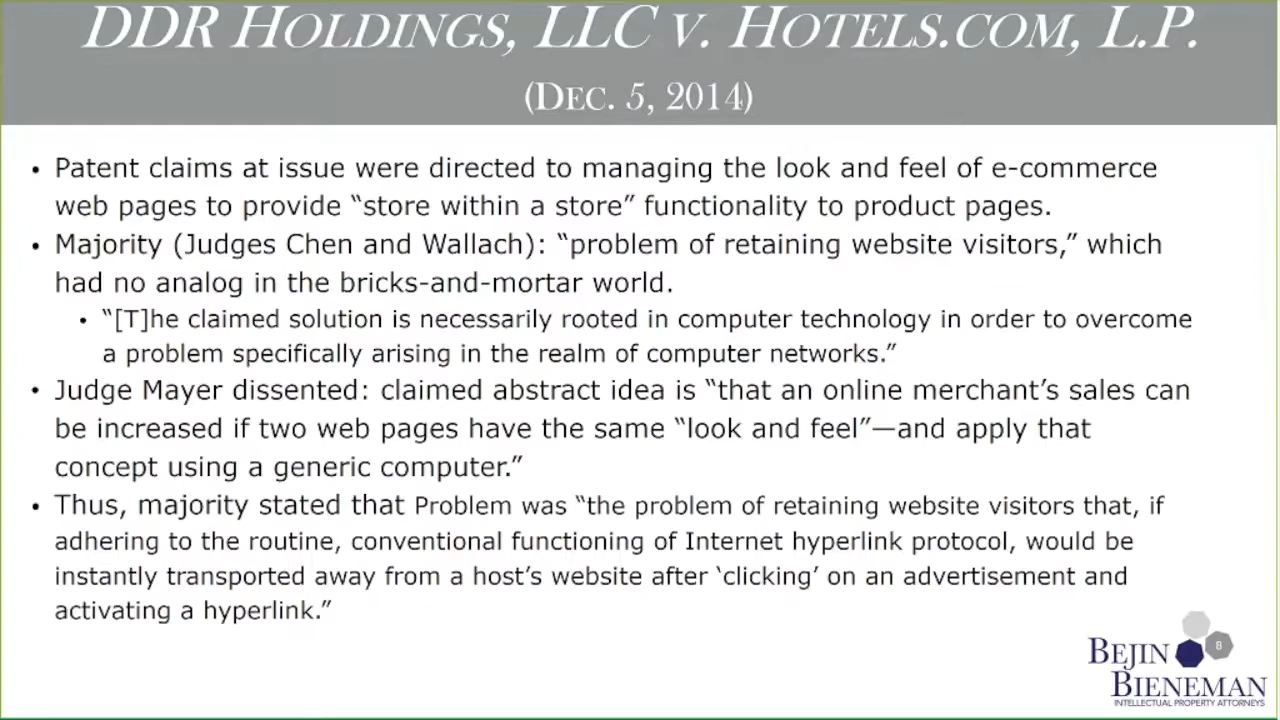 DDR HOLDINGS, LLC V. HOTELS.COM, L.P.
(DEC. 5, 2014)
• Patent claims at issue were directed to managing the look and feel of e-commerce
web pages to provide “store within a store” functionality to product pages.
• Majority (Judges Chen and Wallach): “problem of retaining website visitors,” which
had no analog in the bricks-and-mortar world.
• “[T]he claimed solution is necessarily rooted in computer technology in order to overcome
a problem specifically arising in the realm of computer networks.”
• Judge Mayer dissented: claimed abstract idea is “that an online merchant’s sales can
be increased if two web pages have the same “look and feel”—and apply that
concept using a generic computer.”
• Thus, majority stated that Problem was “the problem of retaining website visitors that, if
adhering to the routine, conventional functioning of Internet hyperlink protocol, would be
instantly transported away from a host’s website after ‘clicking’ on an advertisement and
activating a hyperlink.”
8
BEJIN
BIENEMAN
INTELLECTUAL PROPERTY ATTORNEYS